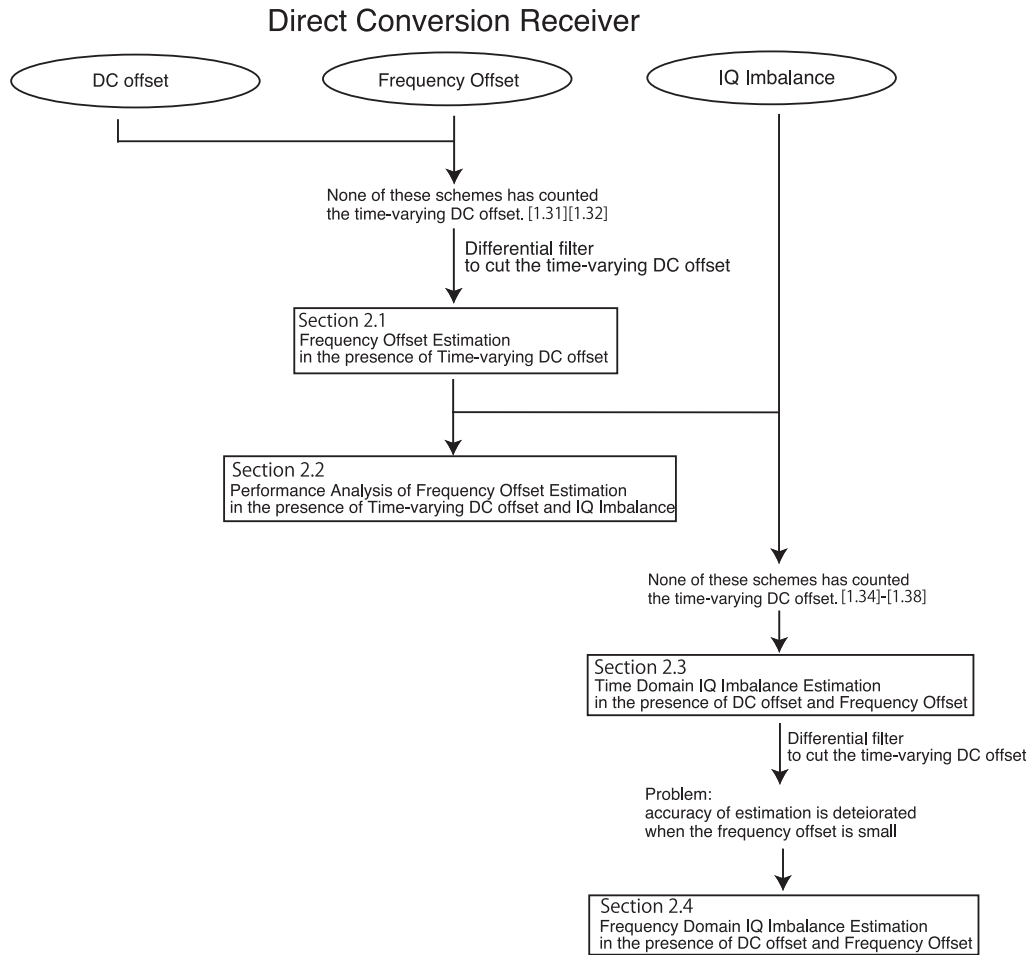 Direct Conversion Receiver
DC offset
Frequency Offset
IQ Imbalance
None of these schemes has counted
the time-varying DC offset. [1.31][1.32]
Differential filter
to cut the time-varying DC offset
Section 2.1
Frequency Offset Estimation
in the presence of Time-varying DC offset
Section 2.2
Performance Analysis of Frequency Offset Estimation
in the presence of Time-varying DC offset and IQ Imbalance
None of these schemes has counted
the time-varying DC offset. [1.34]-[1.38]
Section 2.3
Time Domain IQ Imbalance Estimation
in the presence of DC offset and Frequency Offset
Differential filter
to cut the time-varying DC offset
Problem:
accuracy of estimation is deteiorated
when the frequency offset is small
Section 2.4
Frequency Domain IQ Imbalance Estimation
in the presence of DC offset and Frequency Offset